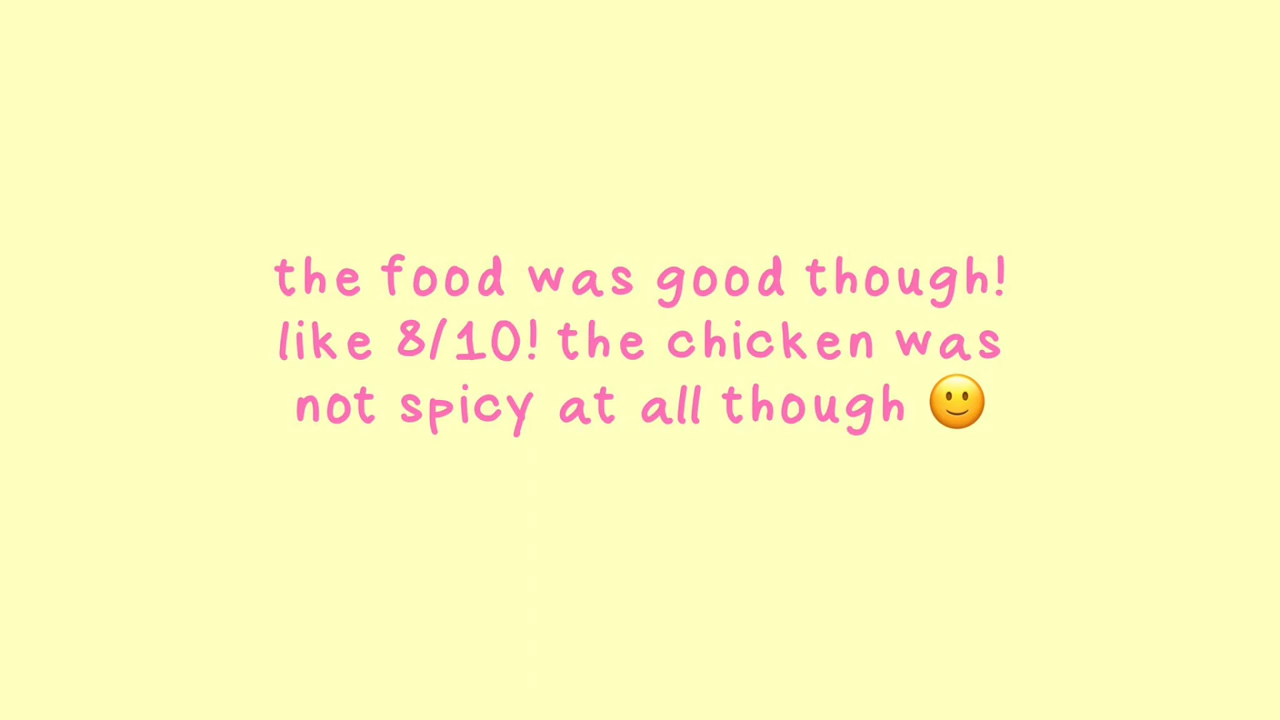 the food was good though!
like 8/10! the chicken was
not spicy at all though 🙂